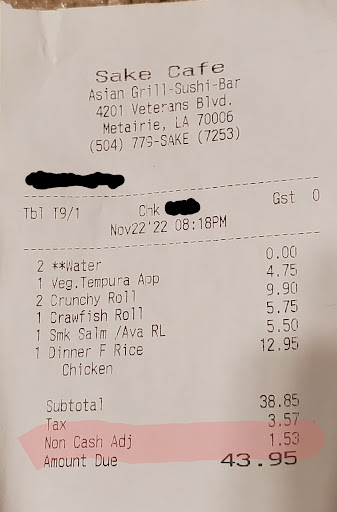 Sake Cafe
Asian Grill-Sushi-Bar
4201 Veterans Blvd.
Metairie, LA 70006
(504) 779-SAKE (7253)
Tbl T9/1 Chk Gst 0
Nov22'22 08:18PM
2 **Water 0.00
1 Veg.Tempura App 4.75
2 Crunchy Roll 9.90
1 Crawfish Roll 5.75
1 Smk Salm /Ava RL 5.50
1 Dinner F Rice 12.95
Chicken
Subtotal 38.85
Tax 3.57
Non Cash Adj 1.53
Amount Due 43.95